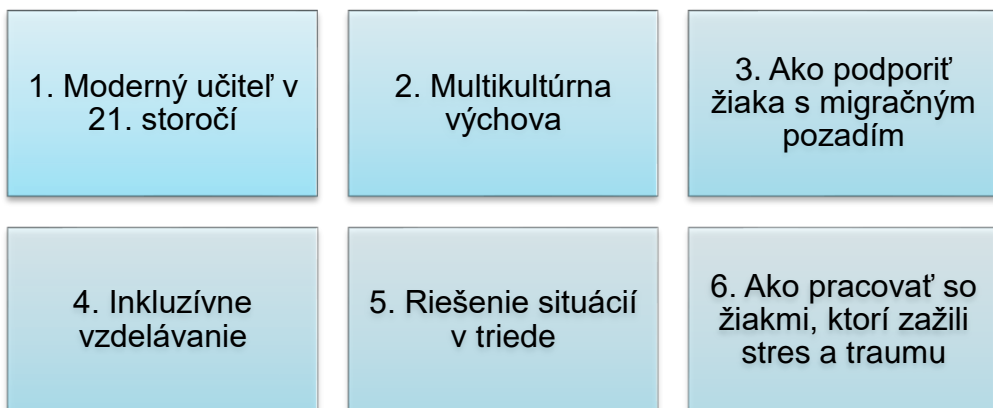 1. Moderný učiteľ v
21. storočí
2. Multikultúrna
výchova
3. Ako podporiť
žiaka s migračným
pozadím
4. Inkluzívne
vzdelávanie
5. Riešenie situácií
v triede
6. Ako pracovať so
žiakmi, ktorí zažili
stres a traumu